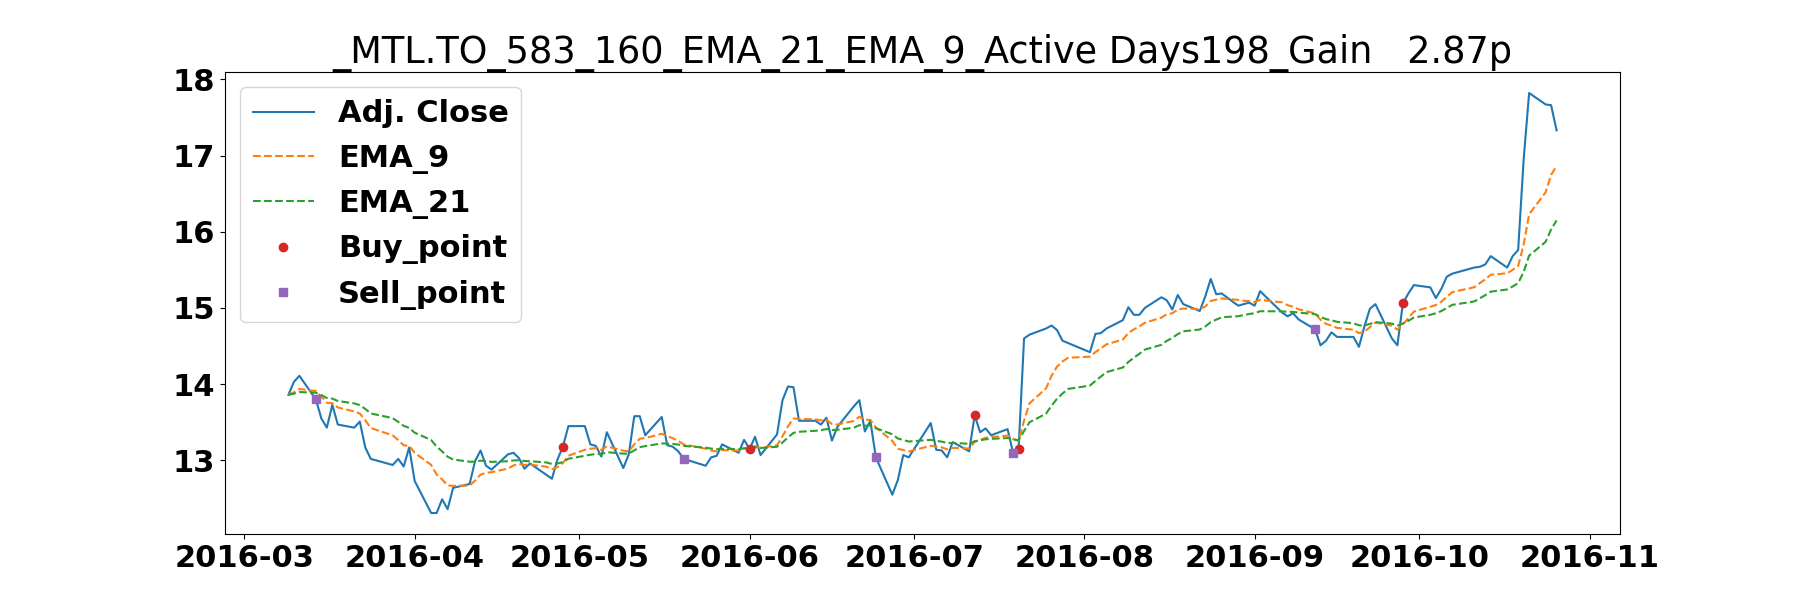 _MTL.TO_583_160_EMA_21_EMA_9_Active Days198_Gain   2.87p
18
17
16
15
14
13
Adj. Close
EMA_9
EMA_21
Buy_point
Sell_point
2016-03 2016-04 2016-05 2016-06 2016-07 2016-08 2016-09 2016-10 2016-11